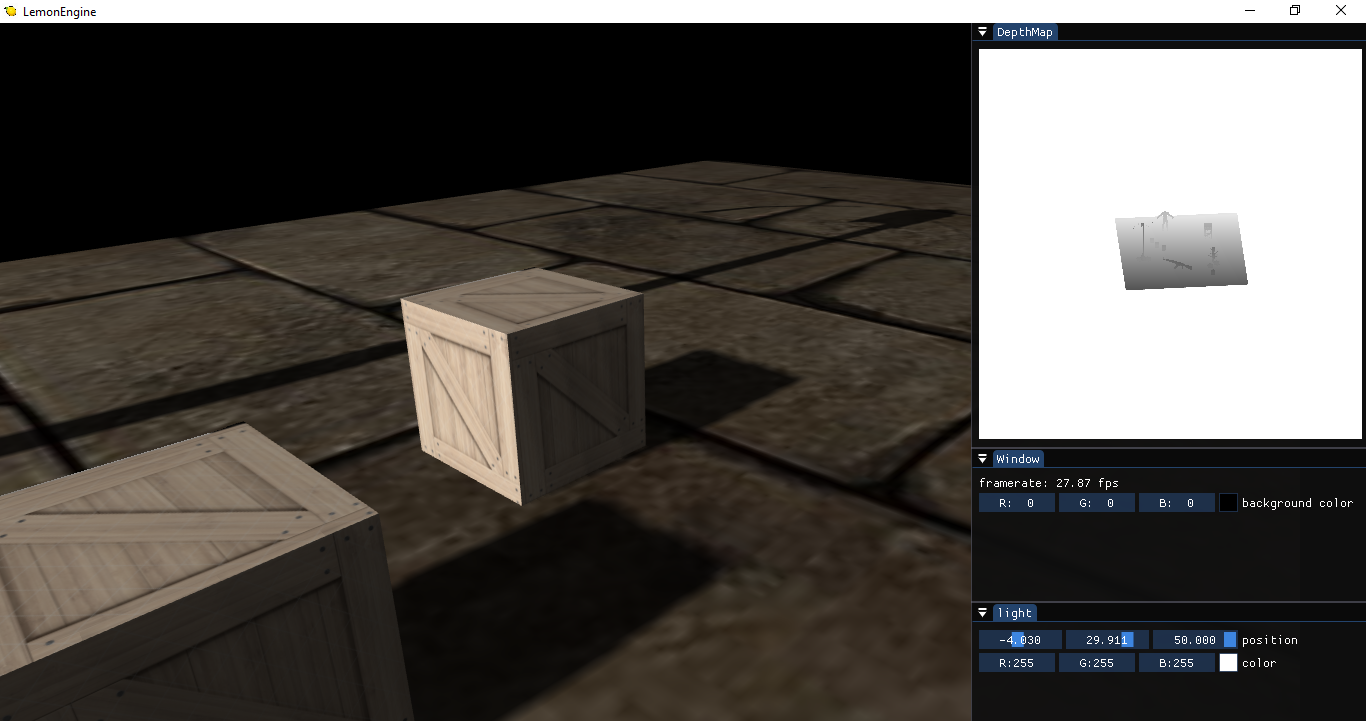 LemonEngine
DepthMap
Window
framerate: 27.87 fps
R: 0 G: 0 B: 0 background color
light
-4.030 29.911 50.000 position
R:255 G:255 B:255 color